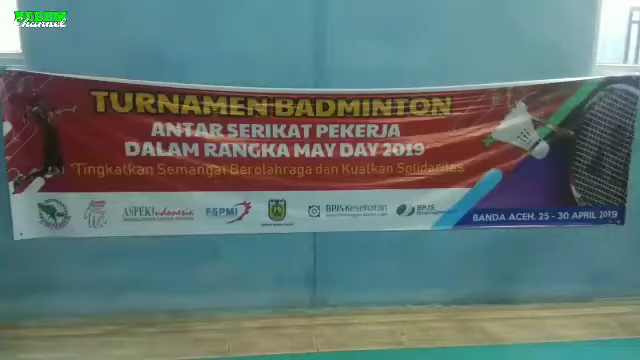 channel
TURNAMEN BADMINTON
ANTAR SERIKAT PEKERJA
DALAM RANGKA MAY DAY 2019
"Tingkatkan Semangat Berolahraga dan Kuatkan Solidaritas
ASPEK Indonesia FSPMI BPJS Kesehatan BPJS
BANDA ACEH, 25 - 30 APRIL 2019